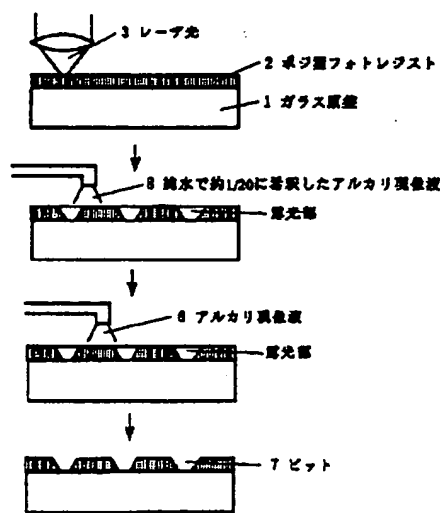 3 レーザ光
2 ポジ型フォトレジスト
1 ガラス原盤
8 純水で約1/20に希釈したアルカリ現像液
露光部
6 アルカリ現像液
露光部
7 ピット